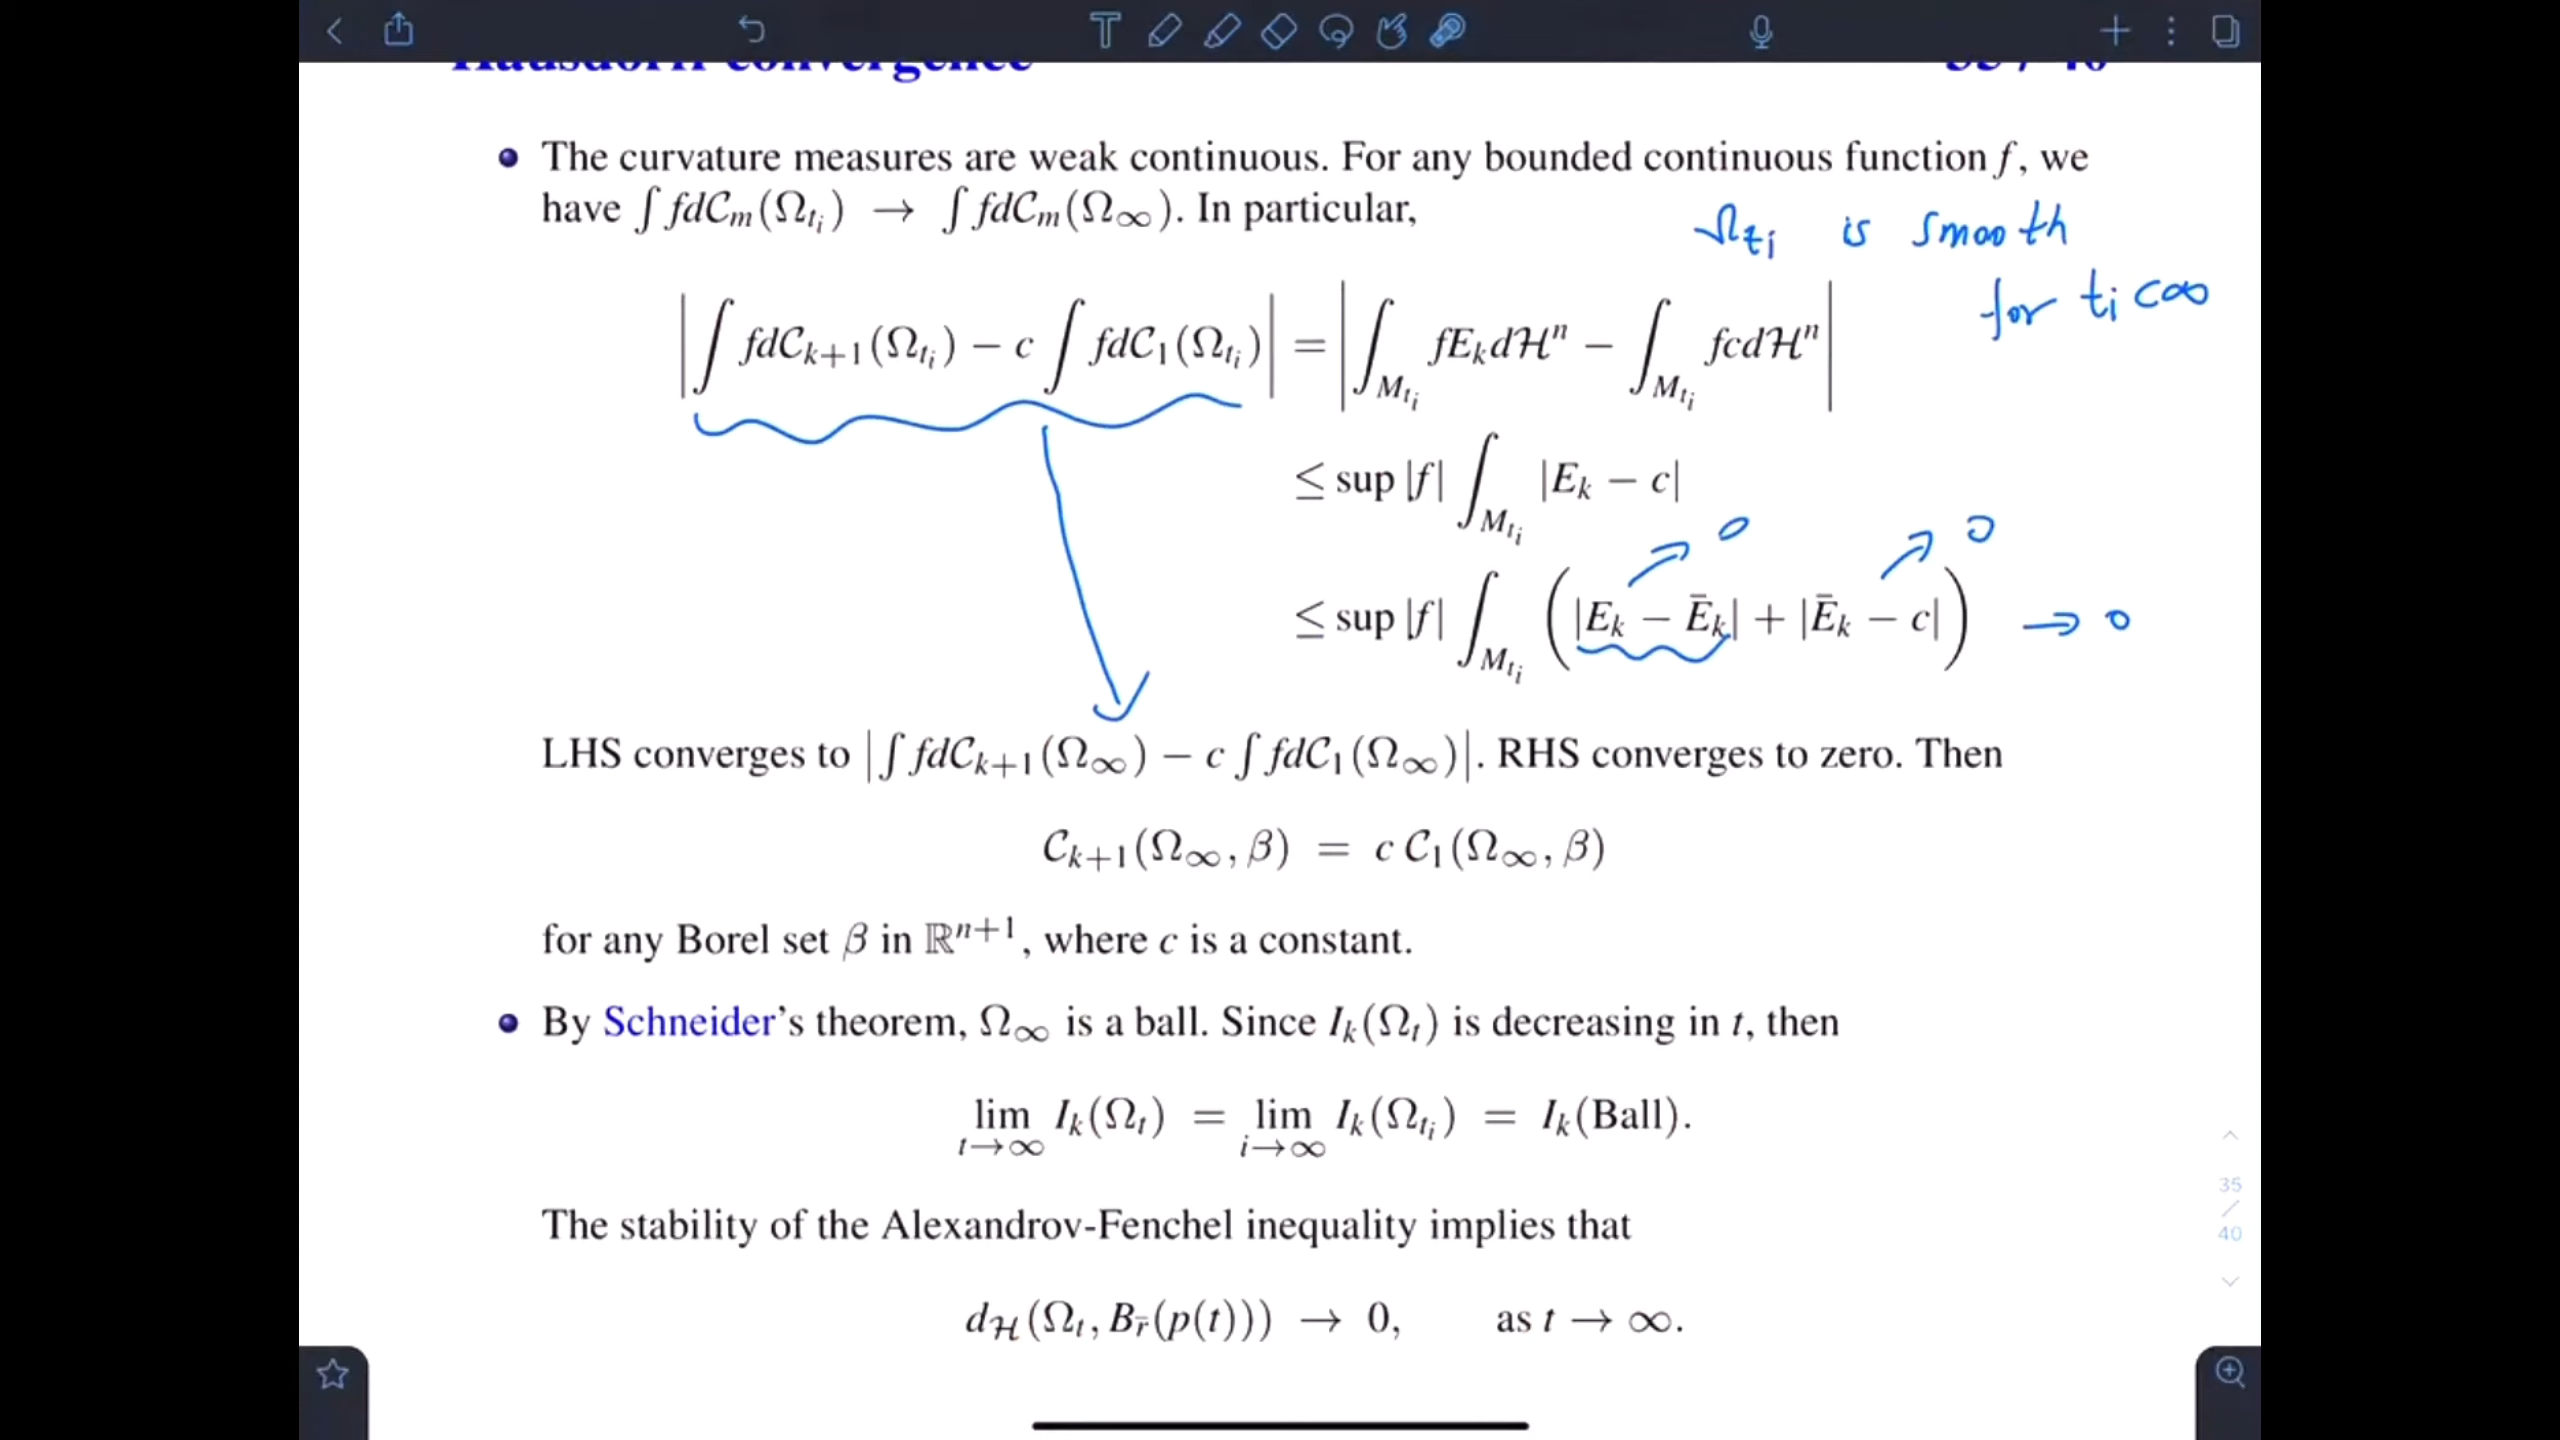 Hausdorff convergence
• The curvature measures are weak continuous. For any bounded continuous function f, we
have ∫ fdC_m(Ω_{t_i}) → ∫ fdC_m(Ω_∞). In particular,
Ω_{t_i} is smooth
for t_i < ∞
|∫ fdC_{k+1}(Ω_{t_i}) − c ∫ fdC_1(Ω_{t_i})| = |∫_{M_{t_i}} fE_k dH^n − ∫_{M_{t_i}} fcdH^n|
≤ sup |f| ∫_{M_{t_i}} |E_k − c|
→ 0 → 0
≤ sup |f| ∫_{M_{t_i}} (|E_k − Ē_k| + |Ē_k − c|) → 0
LHS converges to |∫ fdC_{k+1}(Ω_∞) − c ∫ fdC_1(Ω_∞)|. RHS converges to zero. Then
C_{k+1}(Ω_∞, β) = c C_1(Ω_∞, β)
for any Borel set β in ℝ^{n+1}, where c is a constant.
• By Schneider's theorem, Ω_∞ is a ball. Since I_k(Ω_t) is decreasing in t, then
lim_{t→∞} I_k(Ω_t) = lim_{i→∞} I_k(Ω_{t_i}) = I_k(Ball).
35
/
40
The stability of the Alexandrov-Fenchel inequality implies that
d_H(Ω_t, B_r̄(p(t))) → 0, as t → ∞.